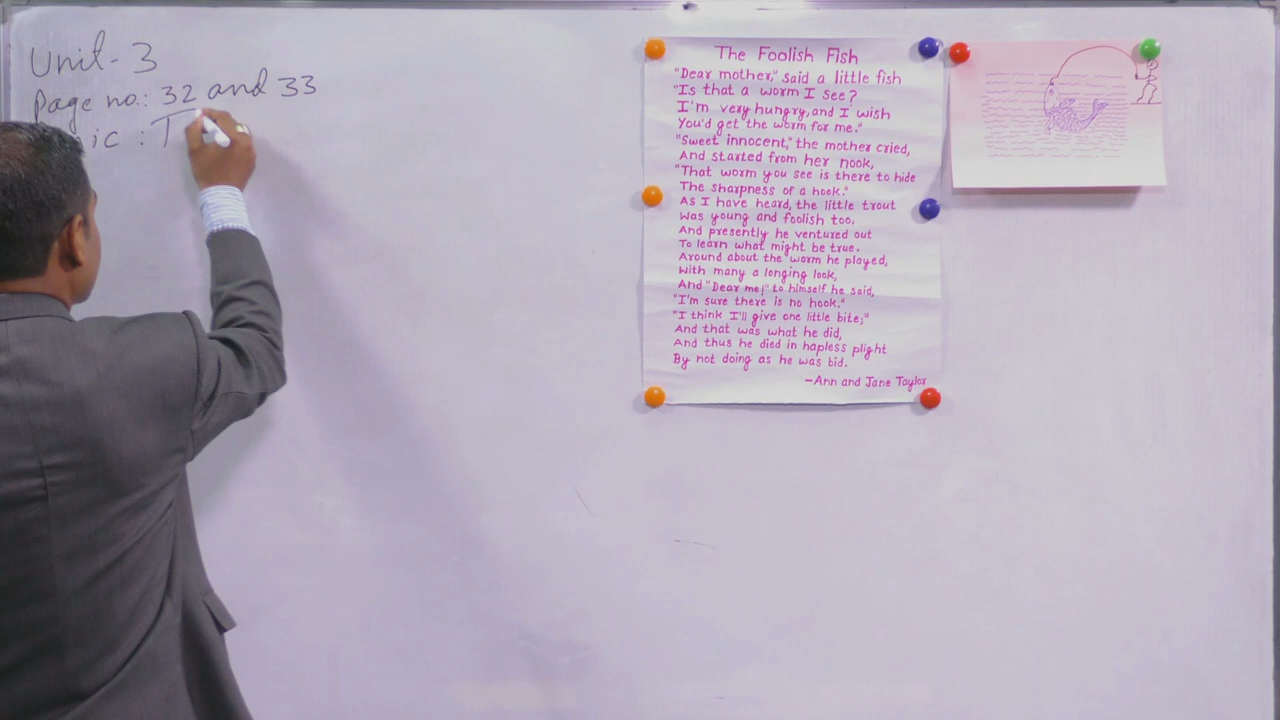 Unit-3
Page no.: 32 and 33
ic : T
The Foolish Fish
"Dear mother," said a little fish
"Is that a worm I see?
I'm very hungry, and I wish
You'd get the worm for me."
"Sweet innocent," the mother cried,
And started from her nook,
"That worm you see is there to hide
The sharpness of a hook."
As I have heard, the little trout
Was young and foolish too,
And presently he ventured out
To learn what might be true.
Around about the worm he played,
With many a longing look,
And "Dear me," to himself he said,
"I'm sure there is no hook."
"I think I'll give one little bite;"
And that was what he did,
And thus he died in hapless plight
By not doing as he was bid.
-Ann and Jane Taylor